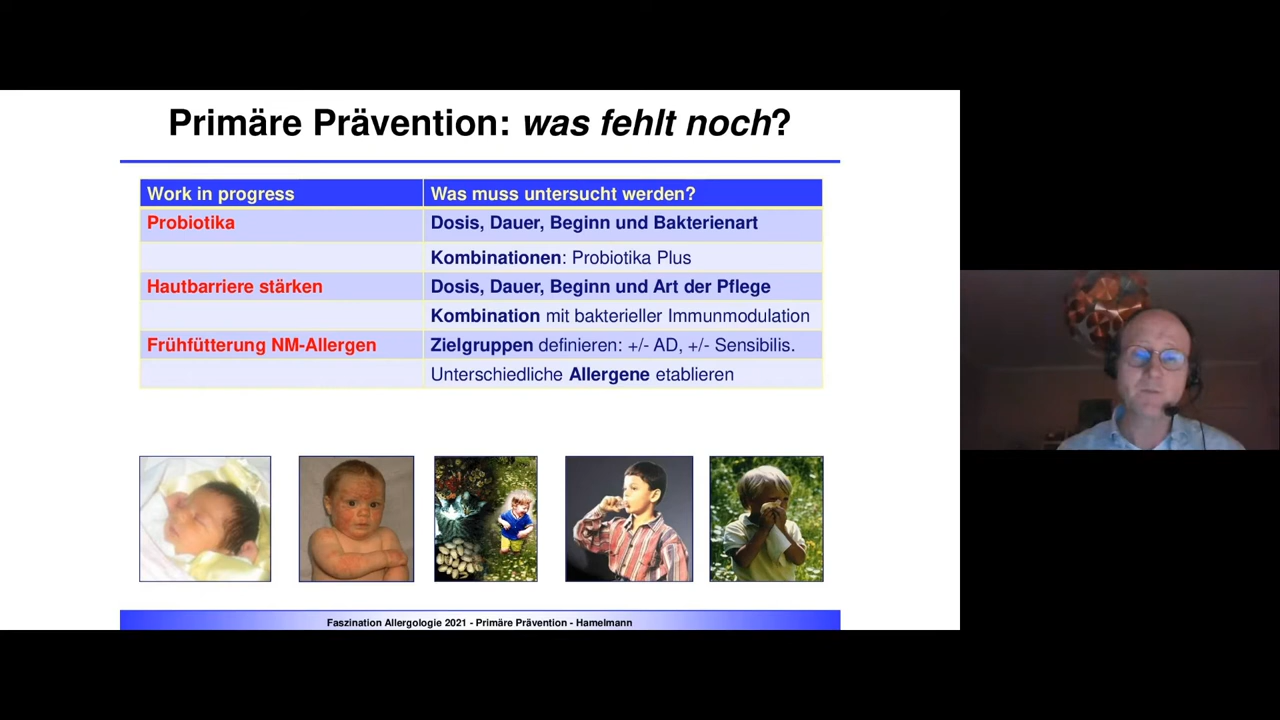 Primäre Prävention: was fehlt noch?
Work in progress
Was muss untersucht werden?
Probiotika
Dosis, Dauer, Beginn und Bakterienart
Kombinationen: Probiotika Plus
Hautbarriere stärken
Dosis, Dauer, Beginn und Art der Pflege
Kombination mit bakterieller Immunmodulation
Frühfütterung NM-Allergen
Zielgruppen definieren: +/- AD, +/- Sensibilis.
Unterschiedliche Allergene etablieren
Faszination Allergologie 2021 - Primäre Prävention - Hamelmann